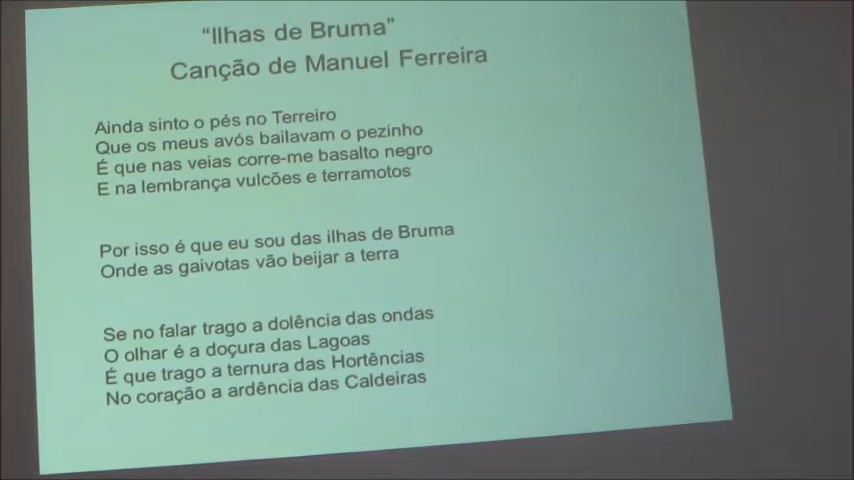 “Ilhas de Bruma”
Canção de Manuel Ferreira
Ainda sinto o pés no Terreiro
Que os meus avós bailavam o pezinho
É que nas veias corre-me basalto negro
E na lembrança vulcões e terramotos
Por isso é que eu sou das ilhas de Bruma
Onde as gaivotas vão beijar a terra
Se no falar trago a dolência das ondas
O olhar é a doçura das Lagoas
É que trago a ternura das Hortências
No coração a ardência das Caldeiras